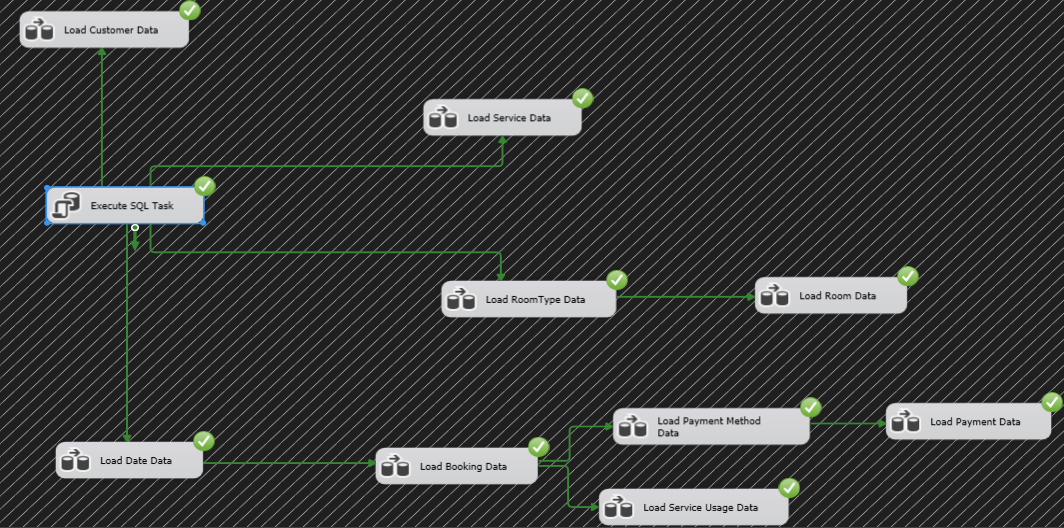 Load Customer Data
Load Service Data
Execute SQL Task
Load RoomType Data
Load Room Data
Load Payment Method
Data
Load Payment Data
Load Date Data
Load Booking Data
Load Service Usage Data